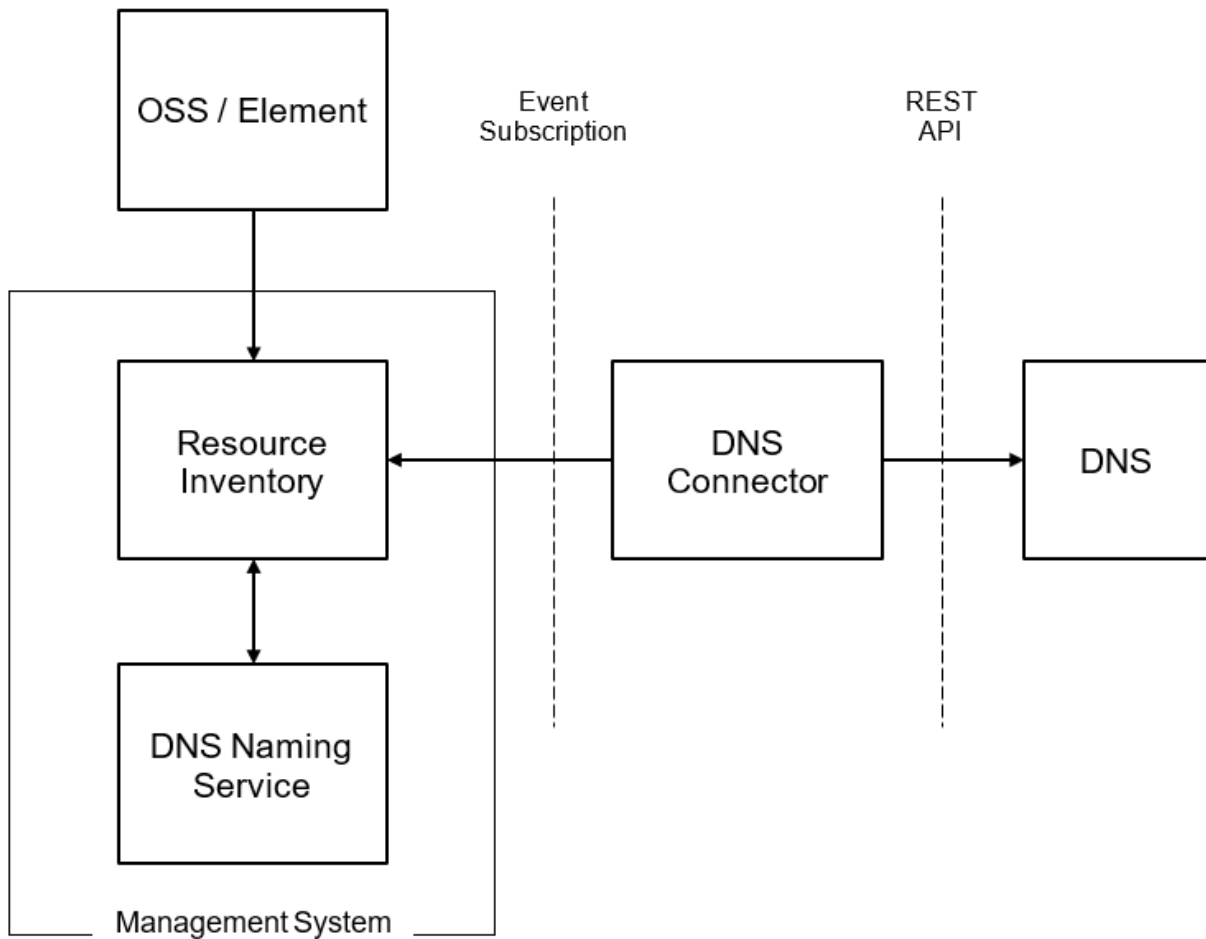 OSS / Element
Event
Subscription
REST
API
Resource
Inventory
DNS
Connector
DNS
DNS Naming
Service
Management System